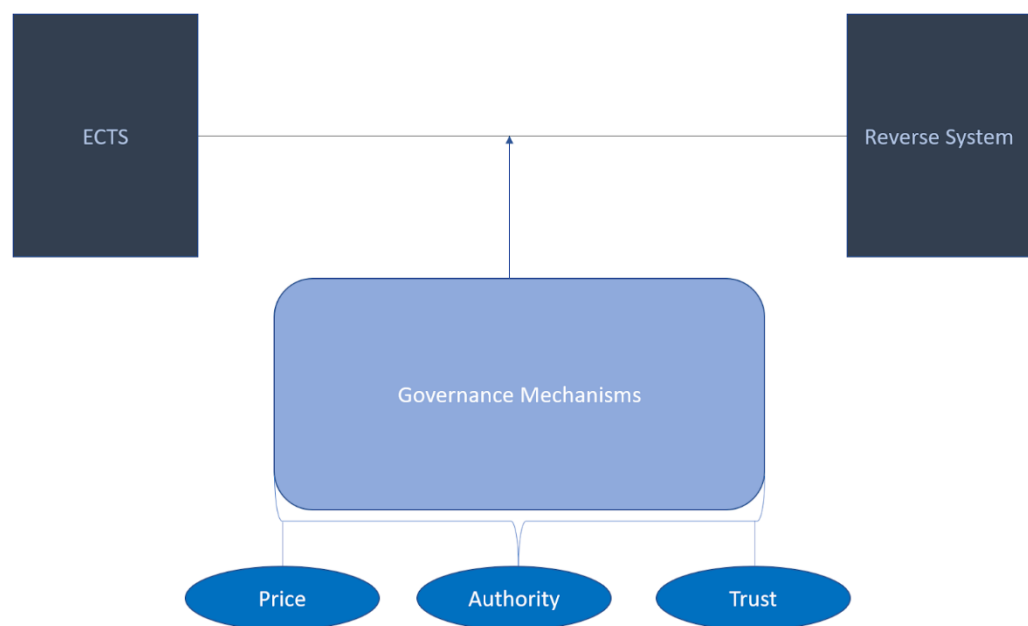 ECTS
Reverse System
Governance Mechanisms
Price
Authority
Trust